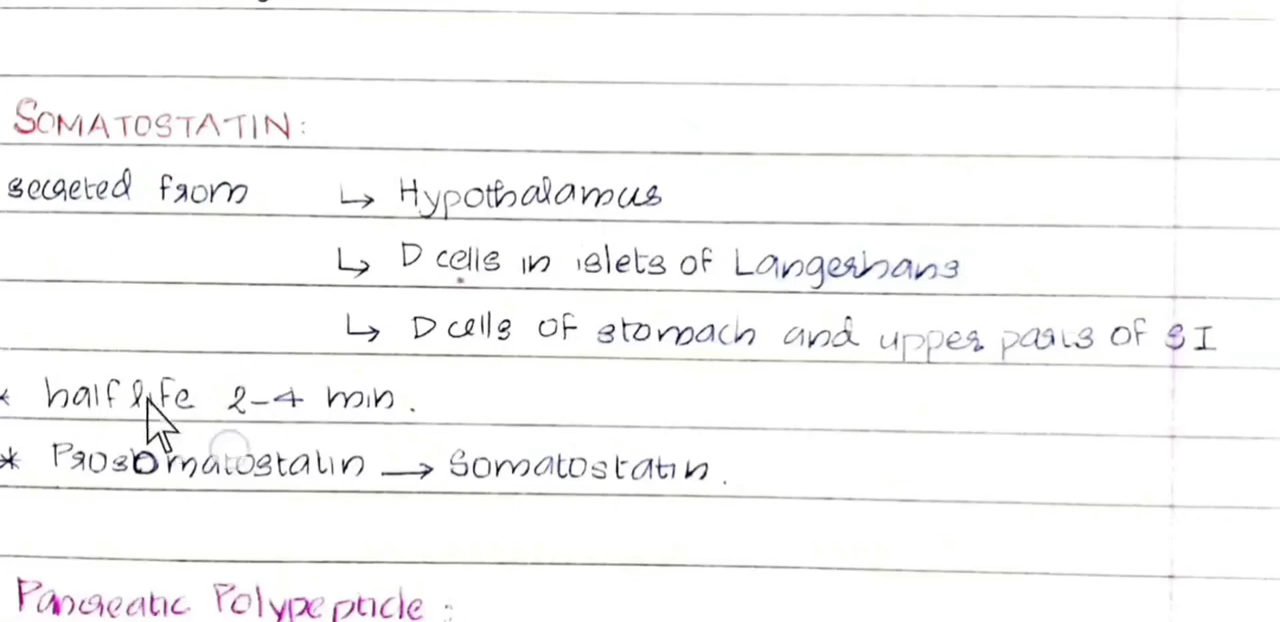 SOMATOSTATIN:
secreted from ↳ Hypothalamus
↳ D cells in islets of Langerhans
↳ D cells of stomach and upper parts of SI
* half life 2-4 min.
* Prosomatostatin → Somatostatin.
Pancreatic Polypeptide: